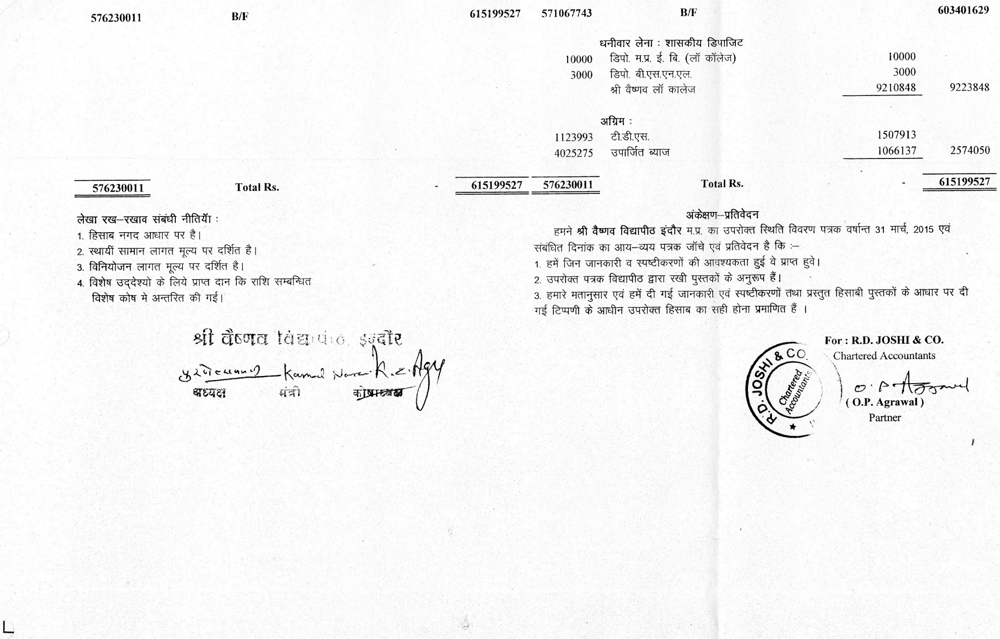 576230011 B/F 615199527 571067743 B/F 603401629
धनीवार लेना : शासकीय डिपाजिट
10000 डिपो. म.प्र. ई. बि. (लॉ कॉलेज) 10000
3000 डिपो. बी.एस.एन.एल. 3000
श्री वैष्णव लॉ कालेज 9210848 9223848
अग्रिम :
1123993 टी.डी.एस. 1507913
4025275 उपार्जित ब्याज 1066137 2574050
576230011 Total Rs. - 615199527 576230011 Total Rs. - 615199527
लेखा रख–रखाव संबंधी नीतियॉ :
1. हिसाब नगद आधार पर है।
2. स्थायीं सामान लागत मूल्य पर दर्शित है।
3. विनियोजन लागत मूल्य पर दर्शित है।
4. विशेष उद्‌देश्यो के लिये प्राप्त दान कि राशि सम्बन्धित
विशेष कोष मे अन्तरित की गई।
श्री वैष्णव विद्यापीठ, इन्दौर
Kamal R. C. Agr
अध्यक्ष मंत्री कोषाध्यक्ष
अंकेक्षण–प्रतिवेदन
हमने श्री वैष्णव विद्यापीठ इंदौर म.प्र. का उपरोक्त स्थिति विवरण पत्रक वर्षान्त 31 मार्च, 2015 एवं
संबंधित दिनांक का आय–व्यय पत्रक जॉचे एवं प्रतिवेदन है कि :–
1. हमें जिन जानकारी व स्पष्टीकरणों की आवश्यकता हुई वे प्राप्त हुवे।
2. उपरोक्त पत्रक विद्यापीठ द्वारा रखी पुस्तकों के अनुरूप हैं।
3. हमारे मतानुसार एवं हमें दी गई जानकारी एवं स्पष्टीकरणों तथा प्रस्तुत हिसाबी पुस्तकों के आधार पर दी
गई टिप्पणी के आधीन उपरोक्त हिसाब का सही होना प्रमाणित हैं ।
For : R.D. JOSHI & CO.
Chartered Accountants
R.D. JOSHI & CO.
Chartered
Accountants
O. P. Aggrawal
( O.P. Agrawal )
Partner